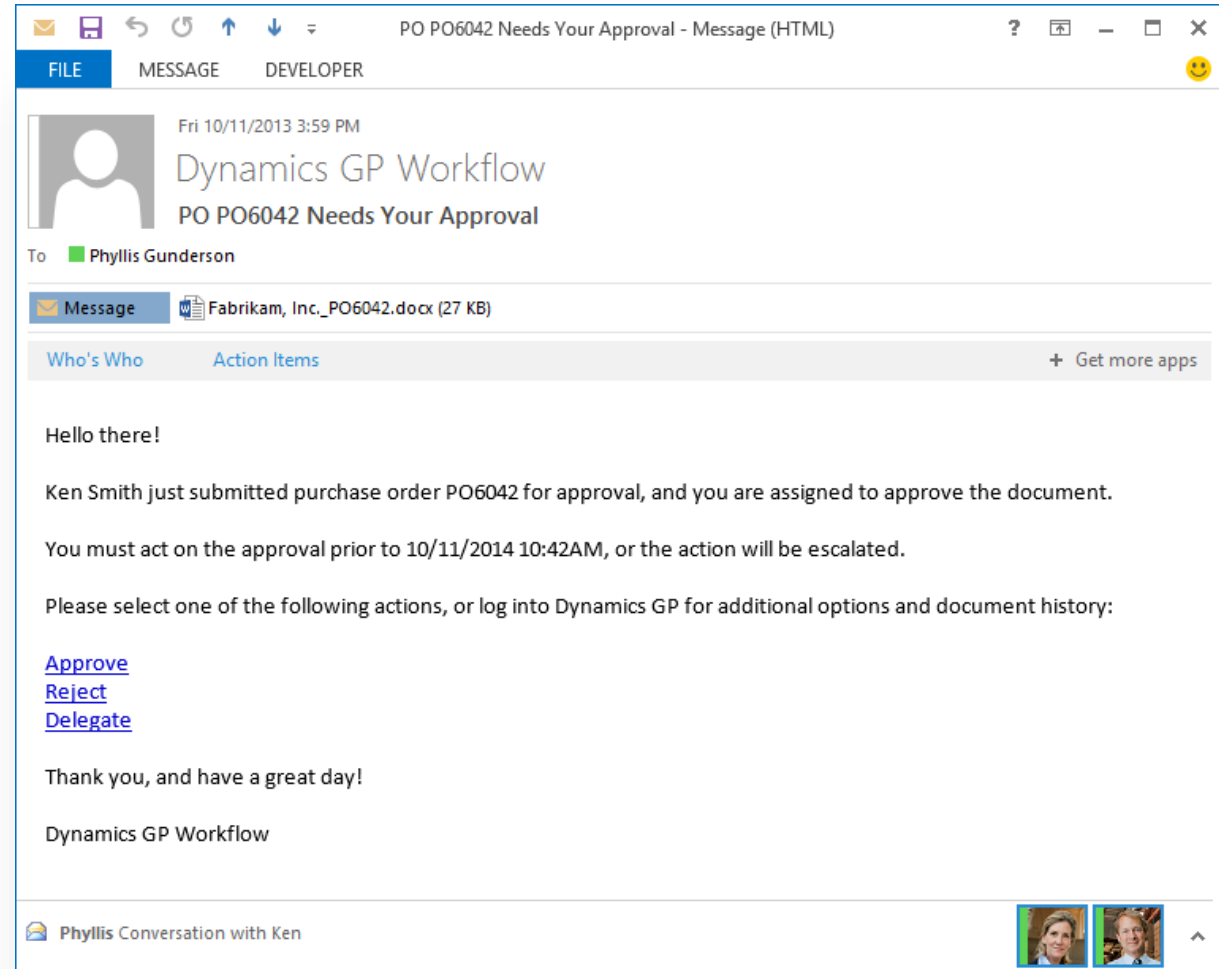 PO PO6042 Needs Your Approval - Message (HTML)
?
FILE MESSAGE DEVELOPER
Fri 10/11/2013 3:59 PM
Dynamics GP Workflow
PO PO6042 Needs Your Approval
To Phyllis Gunderson
Message Fabrikam, Inc._PO6042.docx (27 KB)
Who's Who Action Items + Get more apps
Hello there!
Ken Smith just submitted purchase order PO6042 for approval, and you are assigned to approve the document.
You must act on the approval prior to 10/11/2014 10:42AM, or the action will be escalated.
Please select one of the following actions, or log into Dynamics GP for additional options and document history:
Approve
Reject
Delegate
Thank you, and have a great day!
Dynamics GP Workflow
Phyllis Conversation with Ken